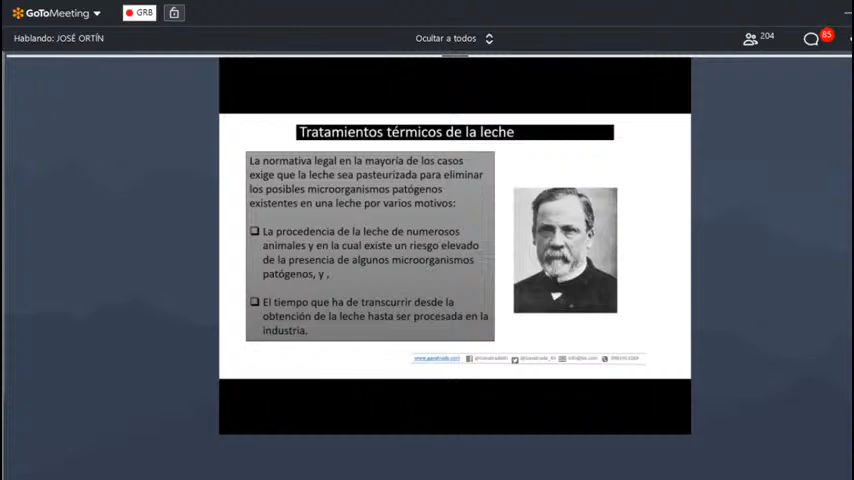 GoToMeeting
GRB
Hablando: JOSÉ ORTÍN
Ocultar a todos
204
85
Tratamientos térmicos de la leche
La normativa legal en la mayoría de los casos
exige que la leche sea pasteurizada para eliminar
los posibles microorganismos patógenos
existentes en una leche por varios motivos:
La procedencia de la leche de numerosos
animales y en la cual existe un riesgo elevado
de la presencia de algunos microorganismos
patógenos, y ,
El tiempo que ha de transcurrir desde la
obtención de la leche hasta ser procesada en la
industria.